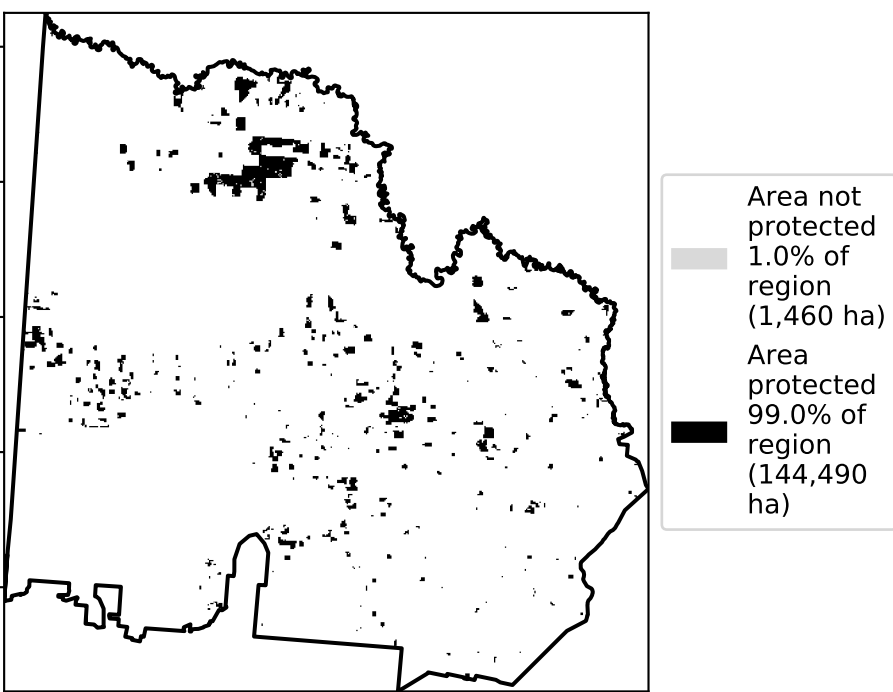 Area not
protected
1.0% of
region
(1,460 ha)
Area
protected
99.0% of
region
(144,490
ha)